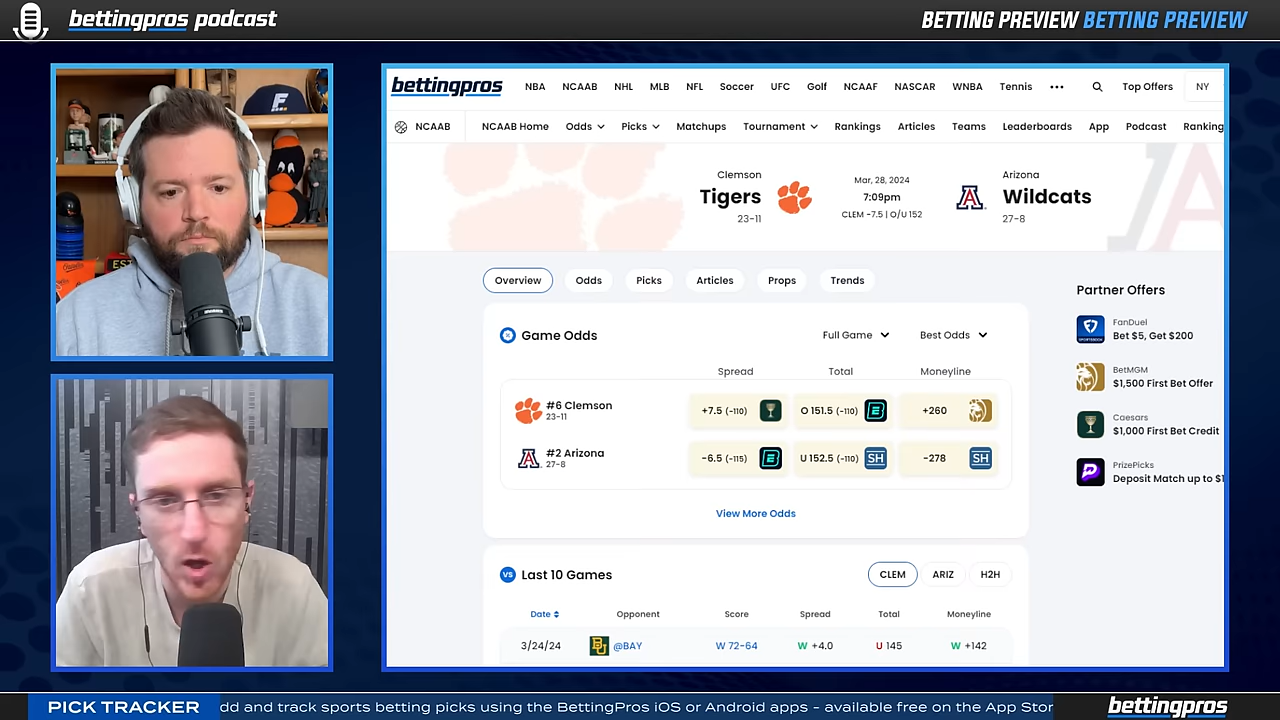 bettingpros podcast
BETTING PREVIEW BETTING PREVIEW
bettingpros
NBA NCAAB NHL MLB NFL Soccer UFC Golf NCAAF NASCAR WNBA Tennis ••• Top Offers NY
NCAAB NCAAB Home Odds Picks Matchups Tournament Rankings Articles Teams Leaderboards App Podcast Ranking
Clemson
Tigers
23-11
Mar, 28, 2024
7:09pm
CLEM -7.5 | O/U 152
Arizona
Wildcats
27-8
Overview Odds Picks Articles Props Trends
Game Odds Full Game Best Odds
Spread Total Moneyline
#6 Clemson
23-11
+7.5 (-110) O 151.5 (-110) +260
#2 Arizona
27-8
-6.5 (-115) U 152.5 (-110) SH -278 SH
View More Odds
VS Last 10 Games CLEM ARIZ H2H
Date Opponent Score Spread Total Moneyline
3/24/24 @BAY W 72-64 W +4.0 U 145 W +142
Partner Offers
FanDuel
Bet $5, Get $200
BetMGM
$1,500 First Bet Offer
Caesars
$1,000 First Bet Credit
PrizePicks
Deposit Match up to $1
PICK TRACKER dd and track sports betting picks using the BettingPros iOS or Android apps - available free on the App Stor
bettingpros